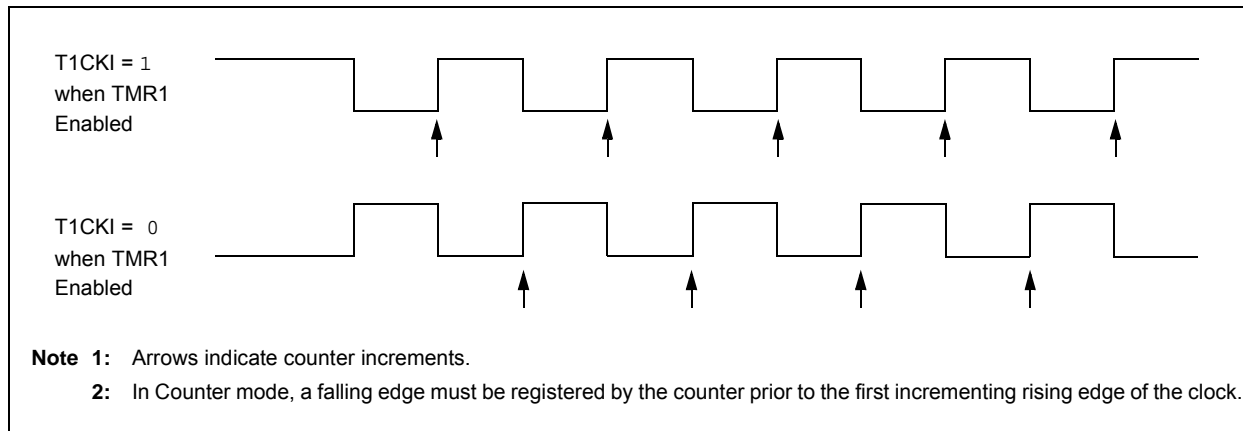 T1CKI = 1
when TMR1
Enabled
T1CKI = 0
when TMR1
Enabled
Note 1: Arrows indicate counter increments.
2: In Counter mode, a falling edge must be registered by the counter prior to the first incrementing rising edge of the clock.